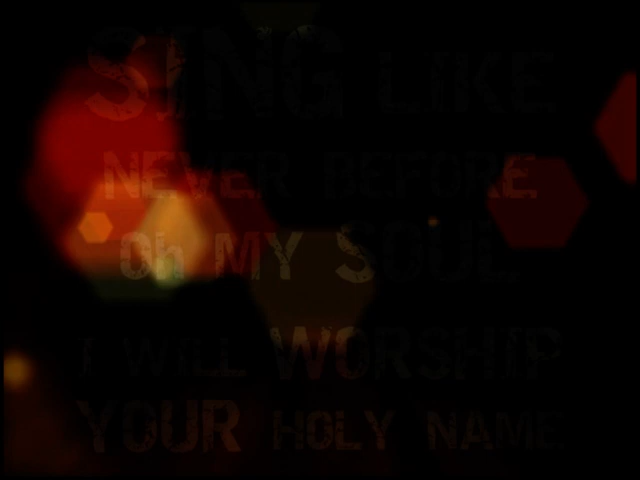 SING LIKE
NEVER BEFORE
Oh MY SOUL
I WILL WORSHIP
YOUR HOLY NAME